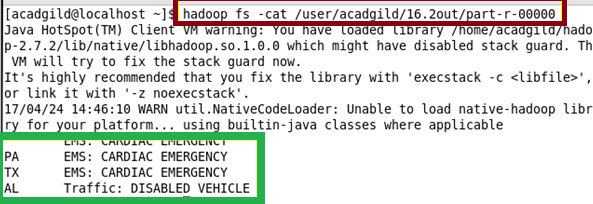 [acadgild@localhost ~]$ hadoop fs -cat /user/acadgild/16.2out/part-r-00000
Java HotSpot(TM) Client VM warning: You have loaded library /home/acadgild/hado
p-2.7.2/lib/native/libhadoop.so.1.0.0 which might have disabled stack guard. Th
 VM will try to fix the stack guard now.
It's highly recommended that you fix the library with 'execstack -c <libfile>',
or link it with '-z noexecstack'.
17/04/24 14:46:10 WARN util.NativeCodeLoader: Unable to load native-hadoop libr
ry for your platform... using builtin-java classes where applicable
EMS: CARDIAC EMERGENCY
PA EMS: CARDIAC EMERGENCY
TX EMS: CARDIAC EMERGENCY
AL Traffic: DISABLED VEHICLE